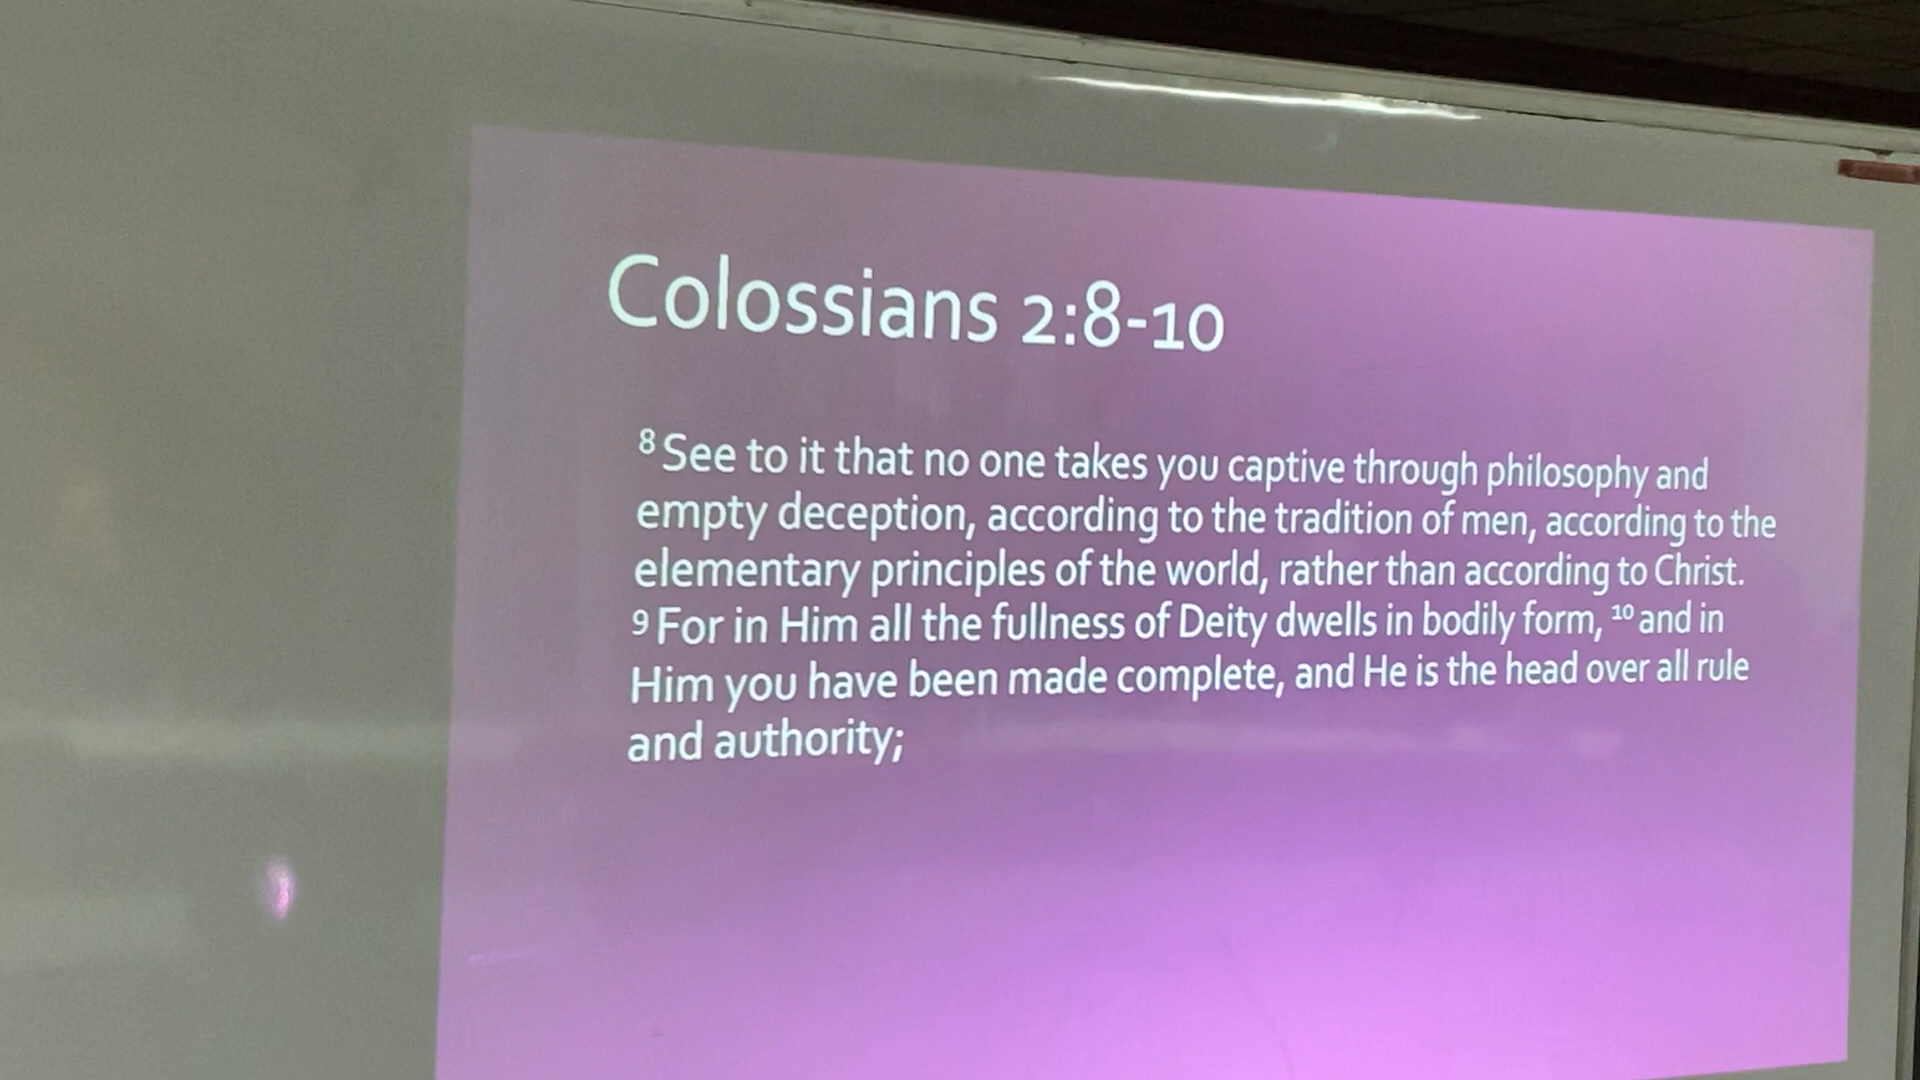 Colossians 2:8-10
8 See to it that no one takes you captive through philosophy and
empty deception, according to the tradition of men, according to the
elementary principles of the world, rather than according to Christ.
9 For in Him all the fullness of Deity dwells in bodily form, 10 and in
Him you have been made complete, and He is the head over all rule
and authority;